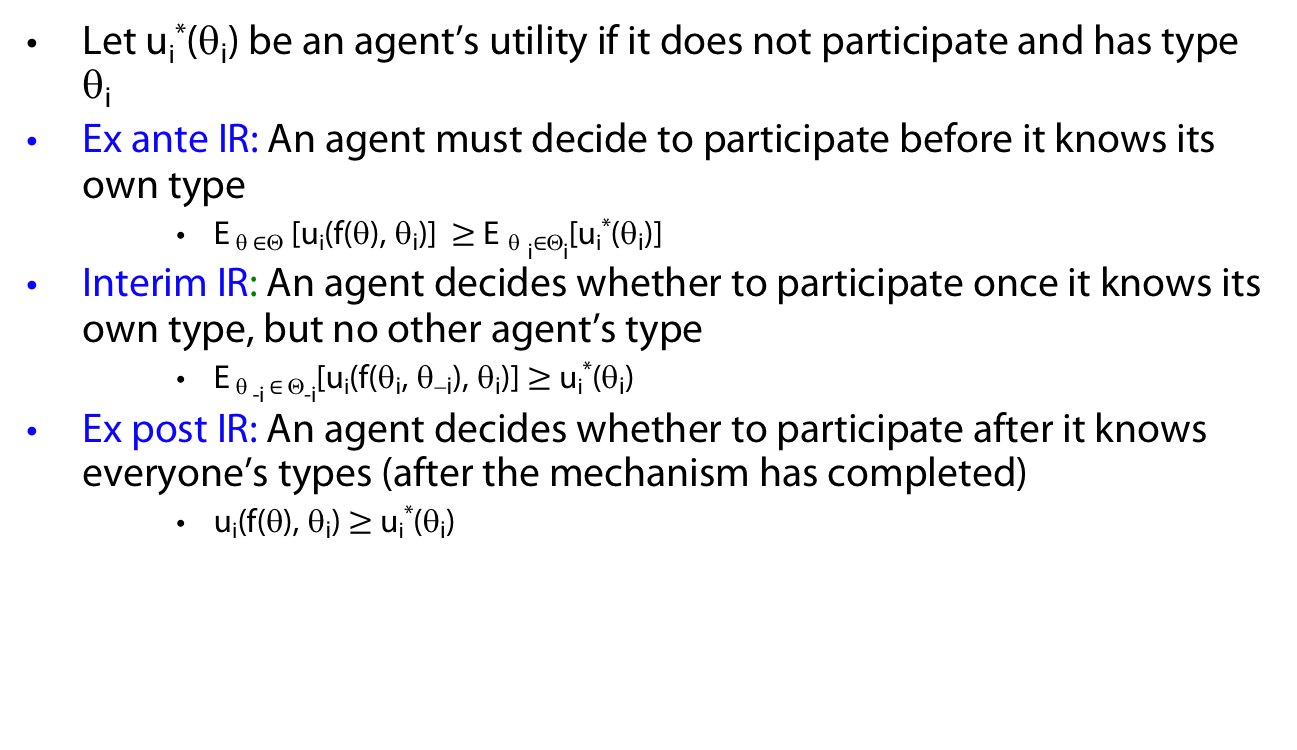 • Let uᵢ*(θᵢ) be an agent’s utility if it does not participate and has type
θᵢ
• Ex ante IR: An agent must decide to participate before it knows its
own type
• E θ ∈Θ [uᵢ(f(θ), θᵢ)] ≥ E θ i∈Θi[uᵢ*(θᵢ)]
• Interim IR: An agent decides whether to participate once it knows its
own type, but no other agent’s type
• E θ -i ∈ Θ-i[uᵢ(f(θᵢ, θ₋ᵢ), θᵢ)] ≥ uᵢ*(θᵢ)
• Ex post IR: An agent decides whether to participate after it knows
everyone’s types (after the mechanism has completed)
• uᵢ(f(θ), θᵢ) ≥ uᵢ*(θᵢ)